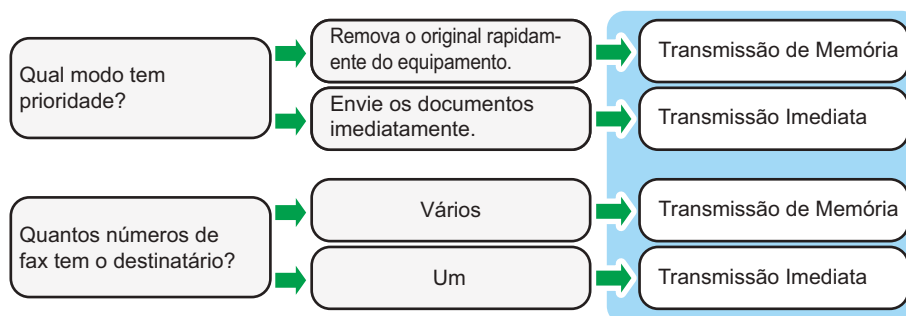 Qual modo tem
prioridade?
Remova o original rapidam-
ente do equipamento.
Transmissão de Memória
Envie os documentos
imediatamente.
Transmissão Imediata
Quantos números de
fax tem o destinatário?
Vários
Transmissão de Memória
Um
Transmissão Imediata